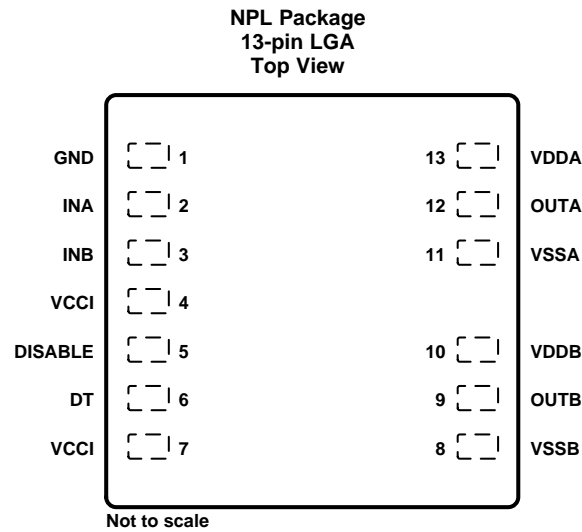 NPL Package
13-pin LGA
Top View
GND 1 13 VDDA
INA 2 12 OUTA
INB 3 11 VSSA
VCCI 4
DISABLE 5 10 VDDB
DT 6 9 OUTB
VCCI 7 8 VSSB
Not to scale